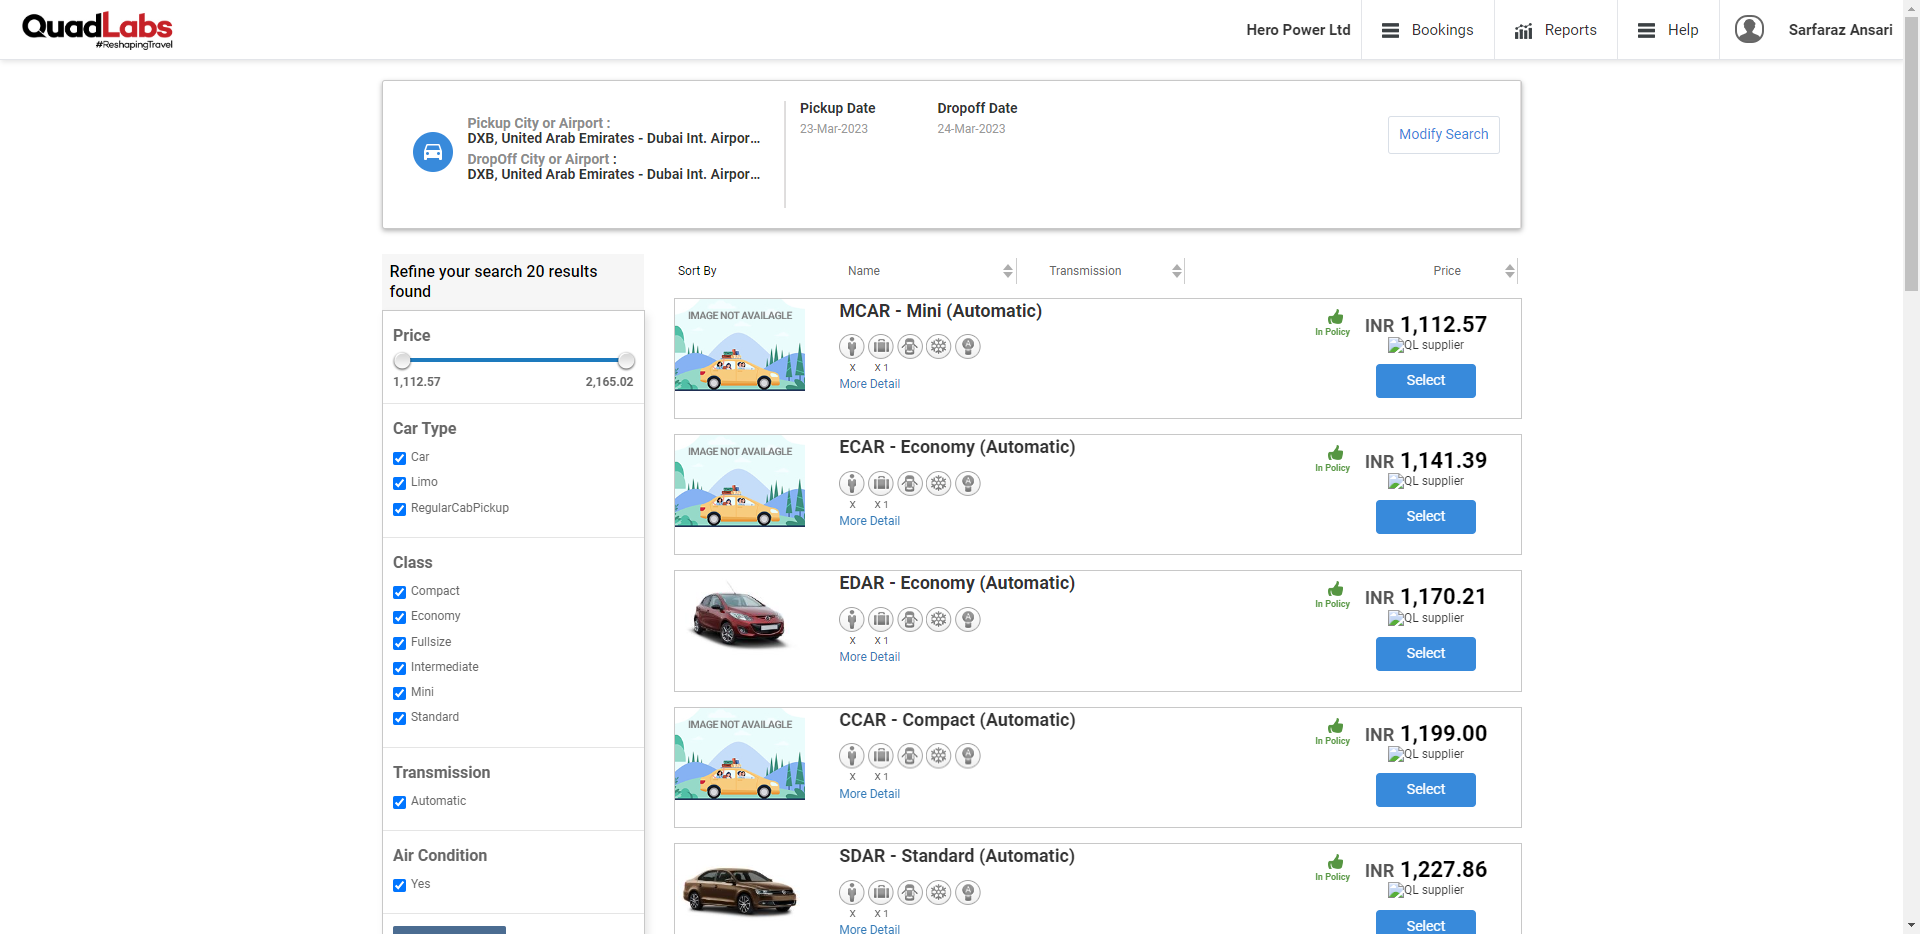 QuadLabs
#ReshapingTravel
Hero Power Ltd
Bookings
Reports
Help
Sarfaraz Ansari
Pickup City or Airport :
DXB, United Arab Emirates - Dubai Int. Airpor...
DropOff City or Airport :
DXB, United Arab Emirates - Dubai Int. Airpor...
Pickup Date
23-Mar-2023
Dropoff Date
24-Mar-2023
Modify Search
Refine your search 20 results
found
Price
1,112.57 2,165.02
Car Type
Car
Limo
RegularCabPickup
Class
Compact
Economy
Fullsize
Intermediate
Mini
Standard
Transmission
Automatic
Air Condition
Yes
Sort By Name Transmission Price
IMAGE NOT AVAILAGLE
MCAR - Mini (Automatic)
X X 1
More Detail
In Policy
INR 1,112.57
QL supplier
Select
IMAGE NOT AVAILAGLE
ECAR - Economy (Automatic)
X X 1
More Detail
In Policy
INR 1,141.39
QL supplier
Select
EDAR - Economy (Automatic)
X X 1
More Detail
In Policy
INR 1,170.21
QL supplier
Select
IMAGE NOT AVAILAGLE
CCAR - Compact (Automatic)
X X 1
More Detail
In Policy
INR 1,199.00
QL supplier
Select
SDAR - Standard (Automatic)
X X 1
More Detail
In Policy
INR 1,227.86
QL supplier
Select